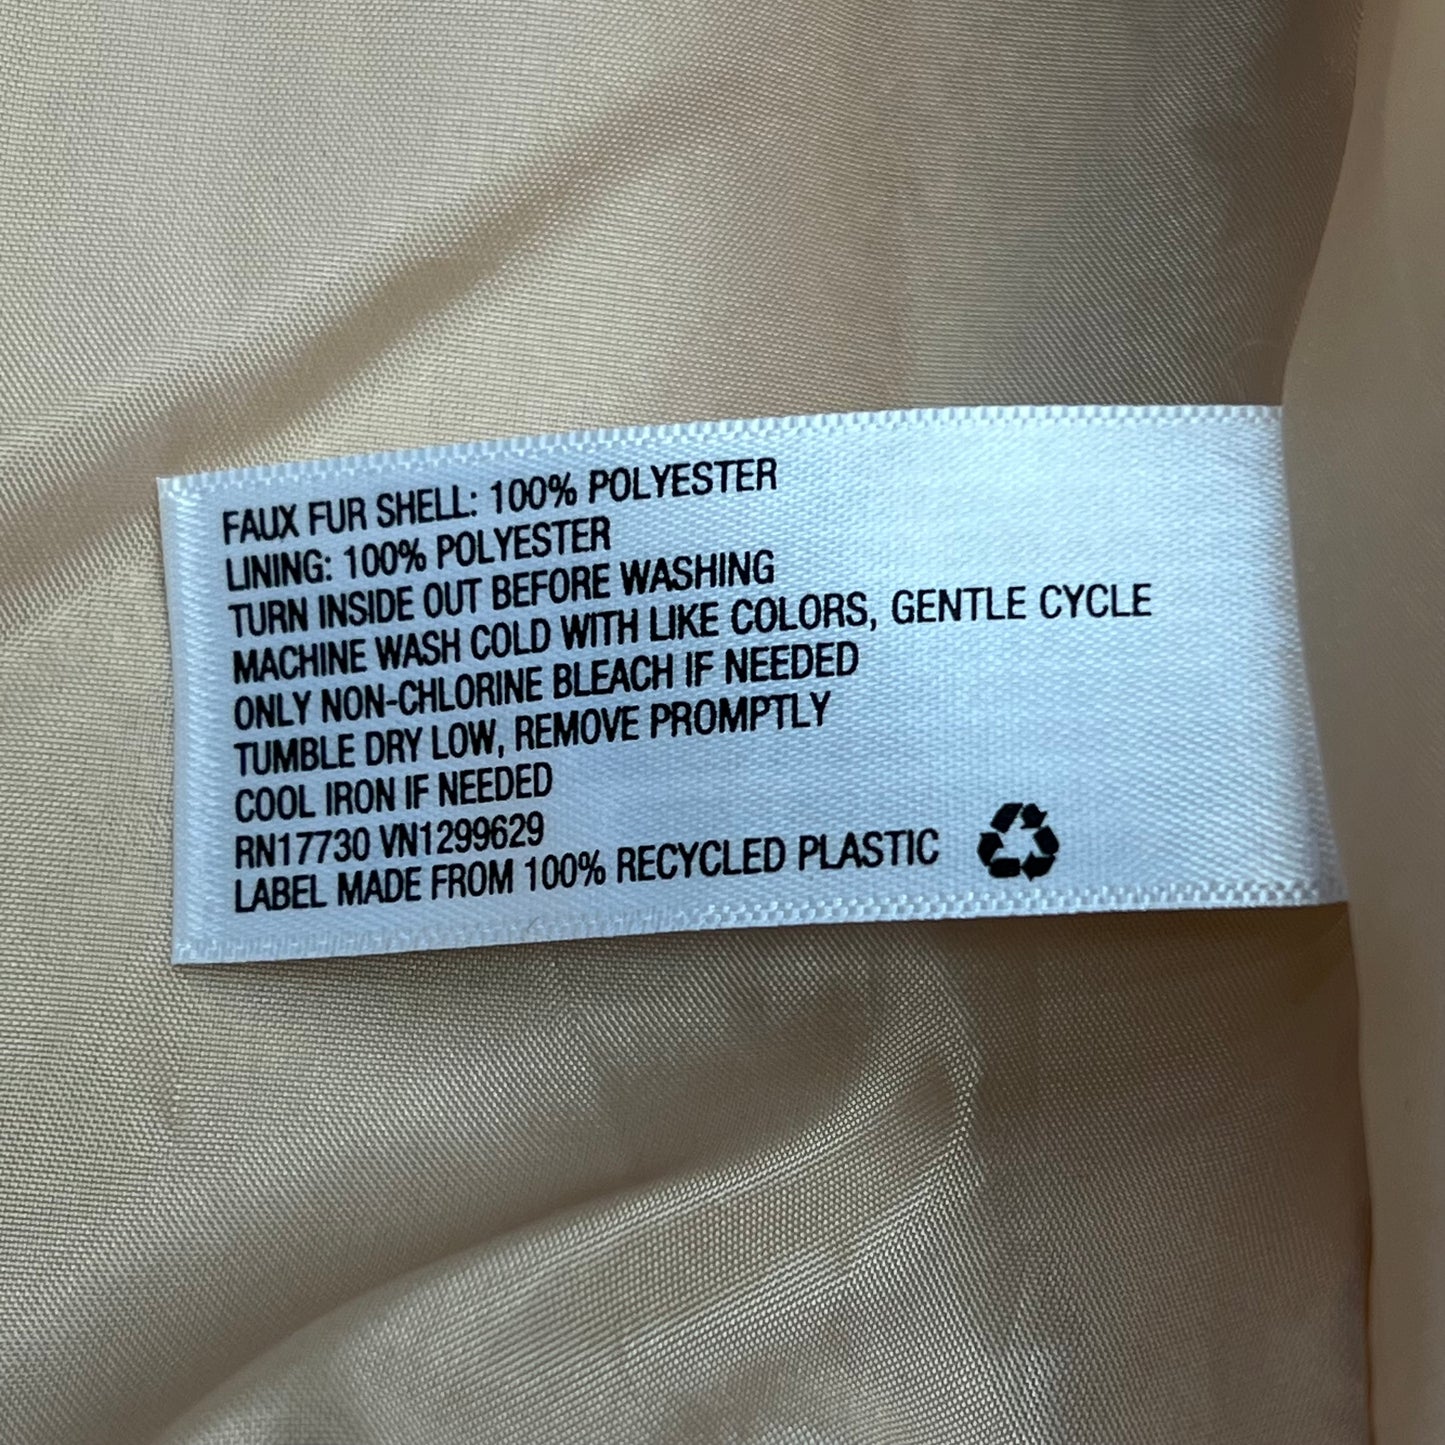 FAUX FUR SHELL: 100% POLYESTER
LINING: 100% POLYESTER
TURN INSIDE OUT BEFORE WASHING
MACHINE WASH COLD WITH LIKE COLORS, GENTLE CYCLE
ONLY NON-CHLORINE BLEACH IF NEEDED
TUMBLE DRY LOW, REMOVE PROMPTLY
COOL IRON IF NEEDED
RN17730 VN1299629
LABEL MADE FROM 100% RECYCLED PLASTIC